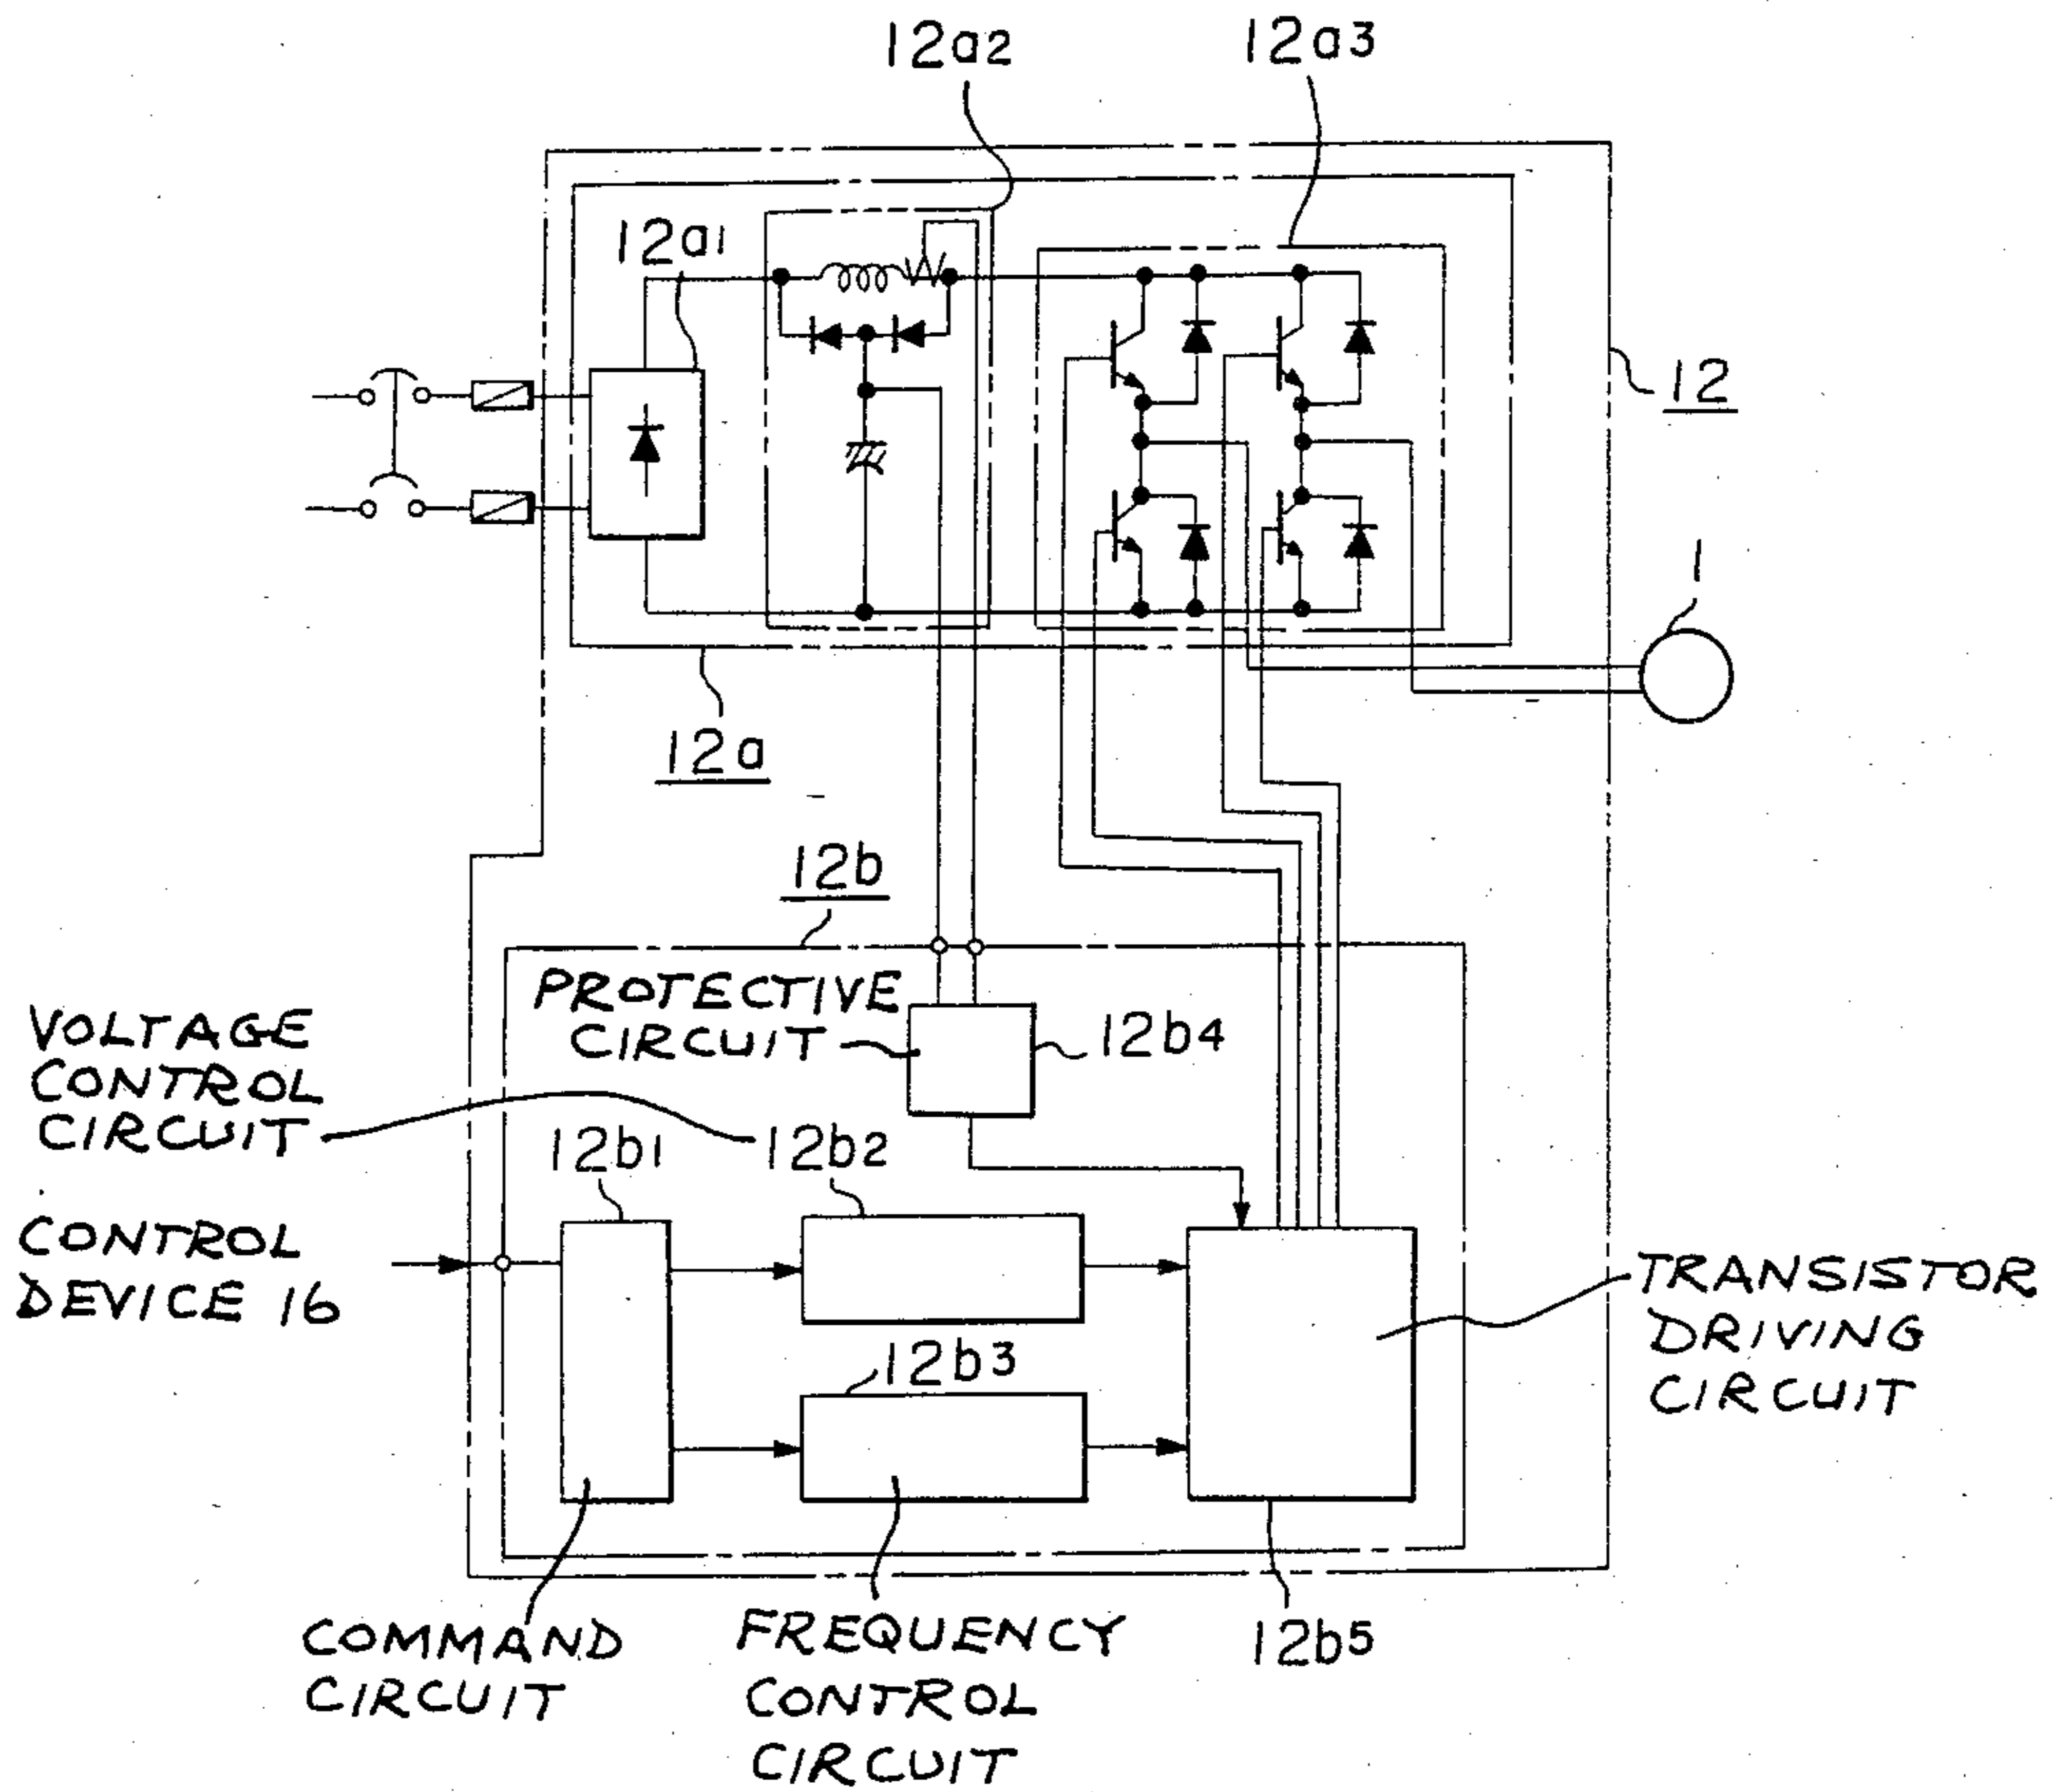 12a2
12a3
12a1
12
1
12a
12b
PROTECTIVE
CIRCUIT
12b4
VOLTAGE
CONTROL
CIRCUIT
12b1
12b2
CONTROL
DEVICE 16
12b3
TRANSISTOR
DRIVING
CIRCUIT
COMMAND
CIRCUIT
FREQUENCY
CONTROL
CIRCUIT
12b5